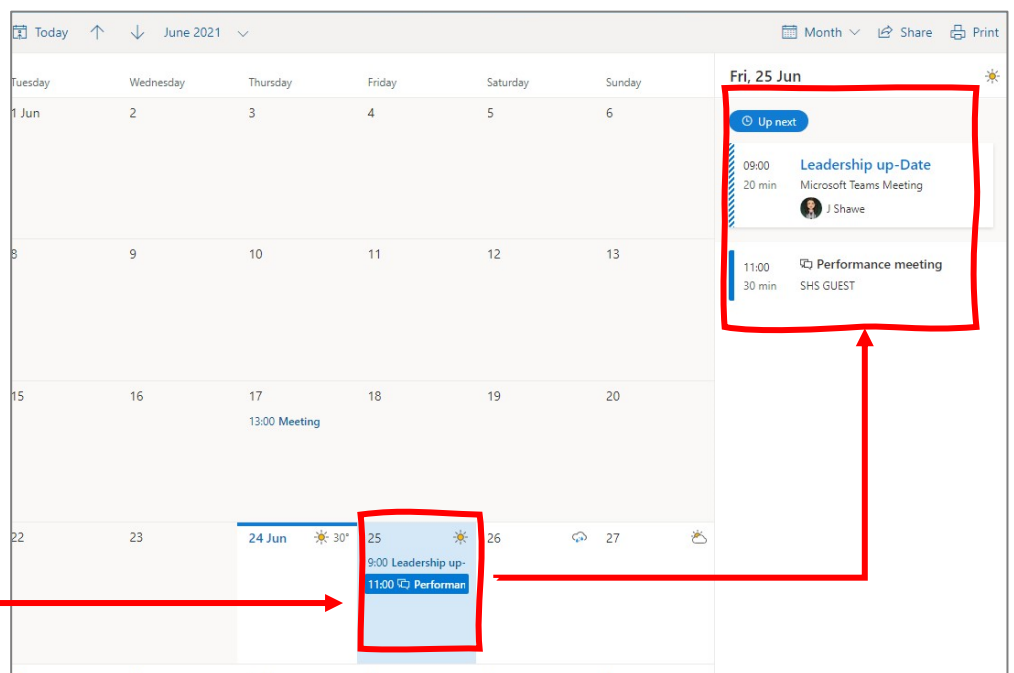 Today June 2021 Month Share Print
Tuesday Wednesday Thursday Friday Saturday Sunday
1 Jun 2 3 4 5 6
8 9 10 11 12 13
15 16 17 18 19 20
13:00 Meeting
22 23 24 Jun 30° 25 26 27
9:00 Leadership up-
11:00 Performan
Fri, 25 Jun
Up next
09:00 Leadership up-Date
20 min Microsoft Teams Meeting
J Shawe
11:00 Performance meeting
30 min SHS GUEST